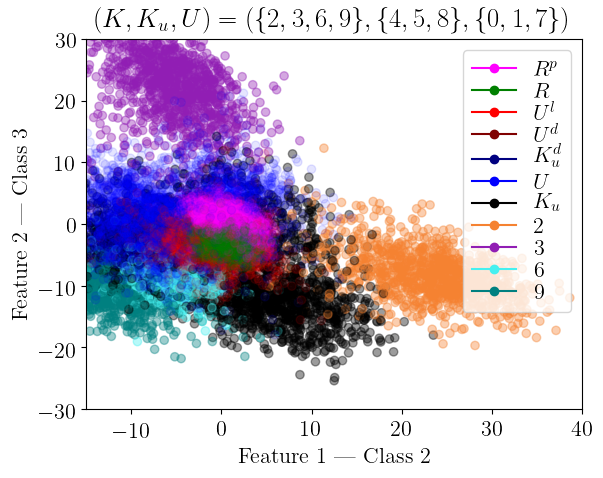 (K, K_u, U) = ({2, 3, 6, 9}, {4, 5, 8}, {0, 1, 7})
30
20
10
0
−10
−20
−30
Feature 2 — Class 3
R^p
R
U^l
U^d
K_u^d
U
K_u
2
3
6
9
−10
0
10
20
30
40
Feature 1 — Class 2